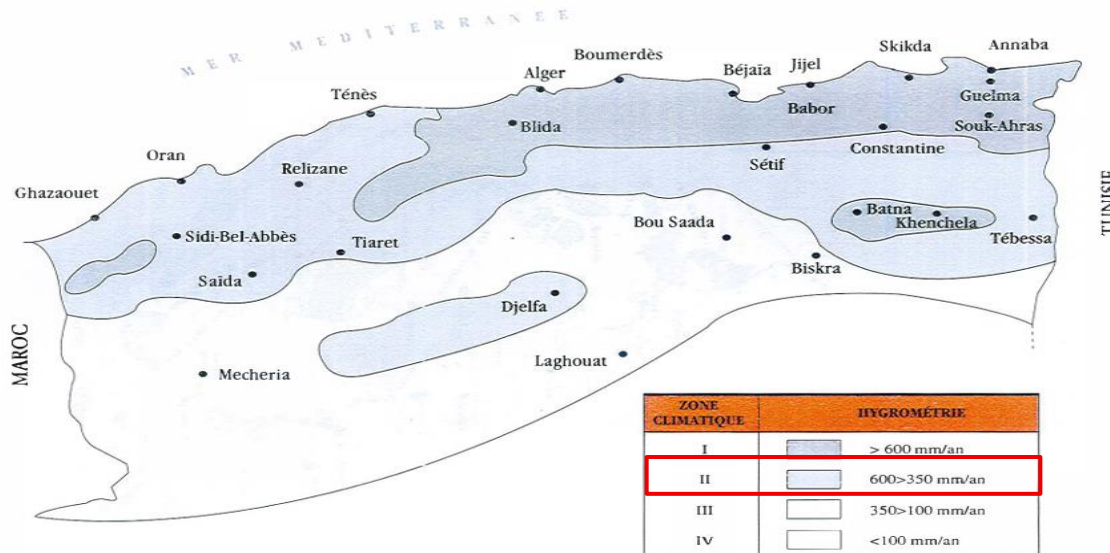 MER MEDITERRANEE
Skikda
Annaba
Boumerdès
Jijel
Alger
Béjaïa
Guelma
Ténès
Babor
Blida
Souk-Ahras
Oran
Constantine
Relizane
Sétif
Ghazaouet
TUNISIE
Batna
Bou Saada
Khenchela
Sidi-Bel-Abbès
Tiaret
Tébessa
Saïda
Biskra
Djelfa
MAROC
Laghouat
Mecheria
ZONE CLIMATIQUE HYGROMÉTRIE
I > 600 mm/an
II 600>350 mm/an
III 350>100 mm/an
IV <100 mm/an